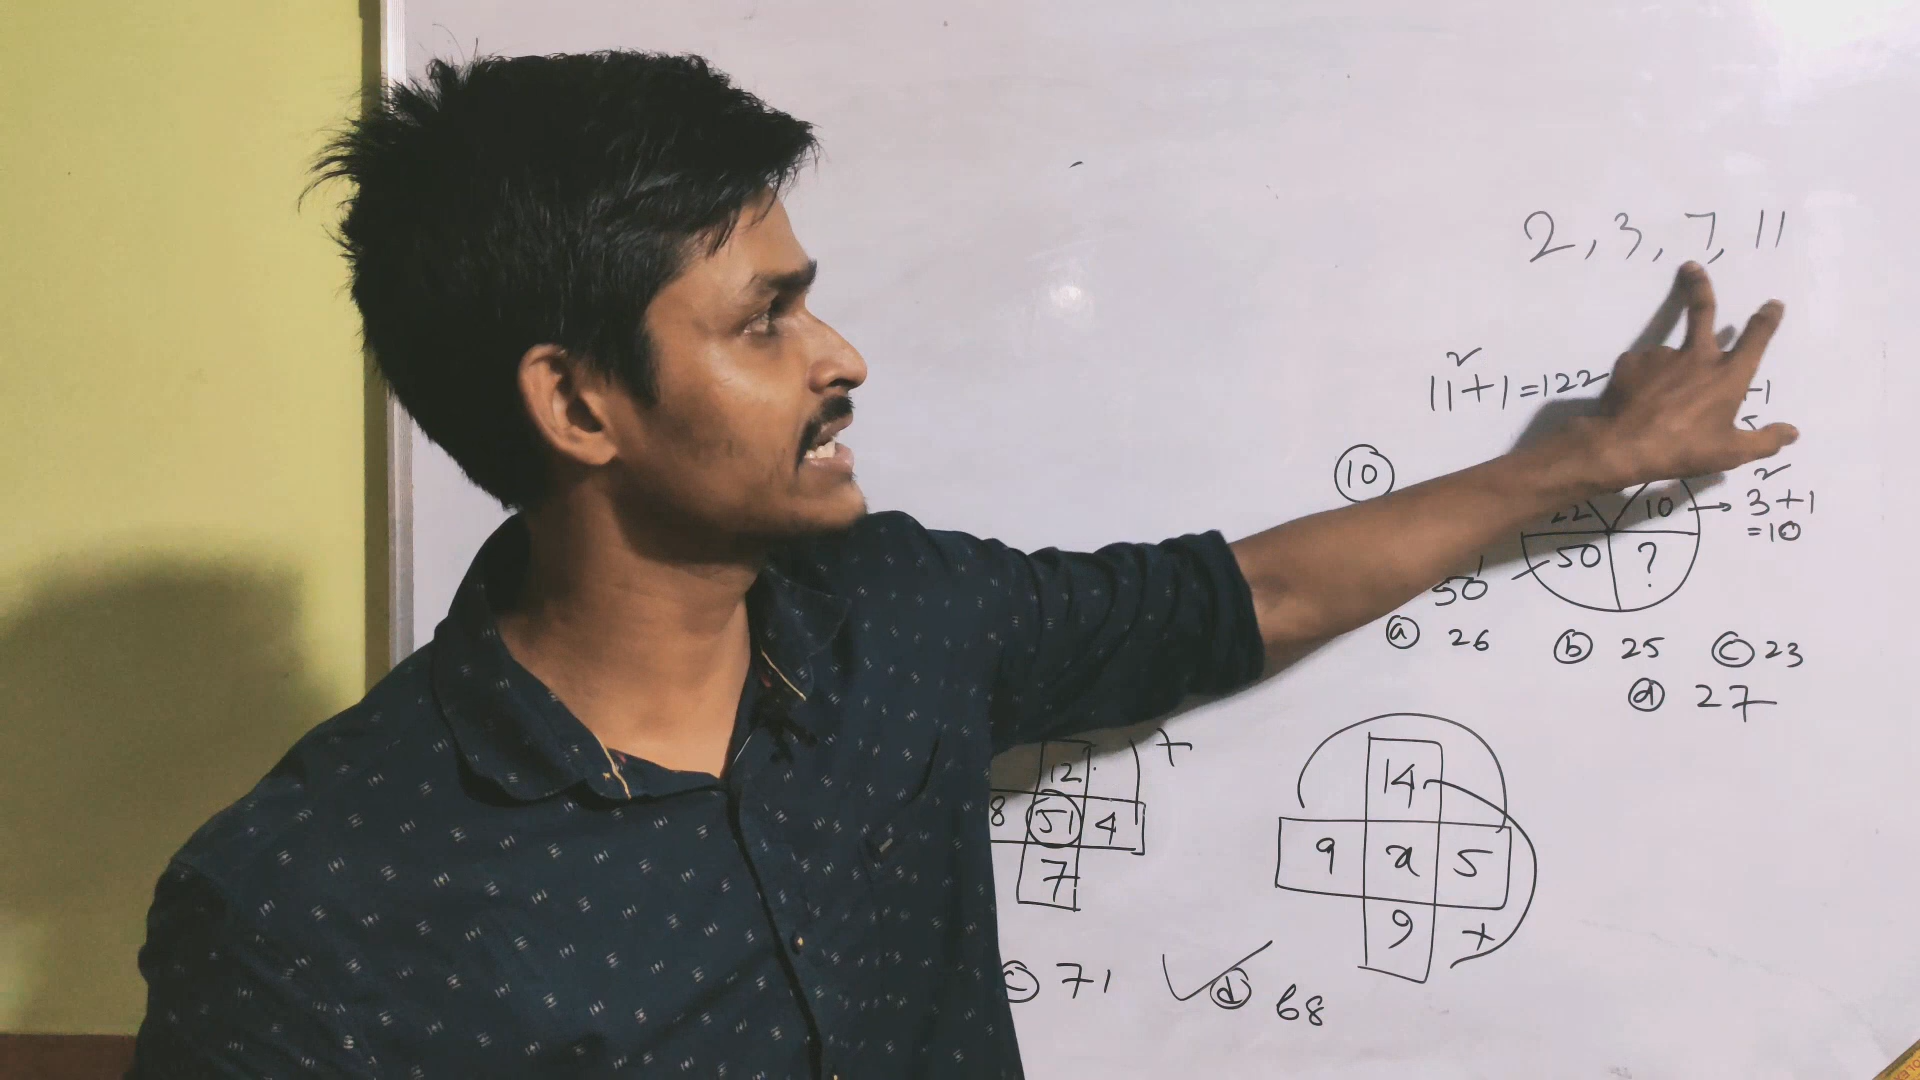 2, 3, 7, 11
11² + 1 = 122
+1
10
22 10 → 3² + 1
= 10
50 ?
50
a 26 b 25 c 23
d 27
12 +
8 51 4
7
14
9 x 5
9 +
c 71 d 68